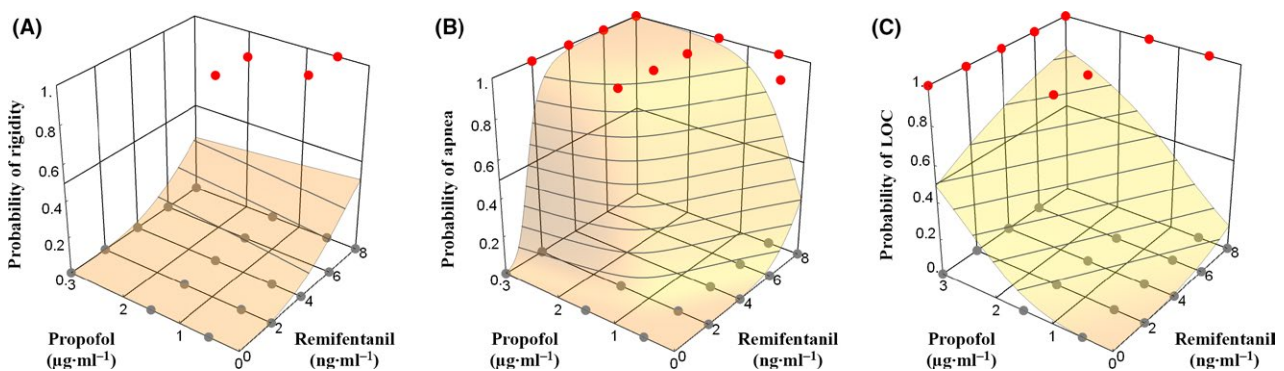 (A)
Probability of rigidity
1.
0.8
0.6
0.4
0.2
0.3
2
1
0
0
2
4
6
8
Propofol
(µg·ml⁻¹)
Remifentanil
(ng·ml⁻¹)
(B)
Probability of apnea
1.
0.8
0.6
0.4
0.2
0.3
2
1
0
0
2
4
6
8
Propofol
(µg·ml⁻¹)
Remifentanil
(ng·ml⁻¹)
(C)
Probability of LOC
1.
0.8
0.6
0.4
0.2
0.
3
2
1
0
0
2
4
6
8
Propofol
(µg·ml⁻¹)
Remifentanil
(ng·ml⁻¹)